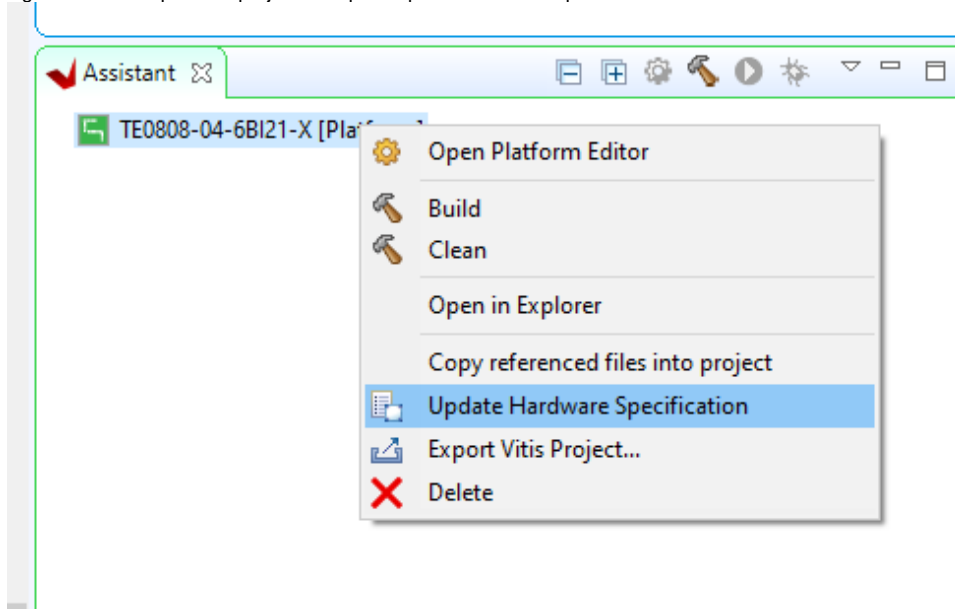 Assistant
TE0808-04-6BI21-X
Open Platform Editor
Build
Clean
Open in Explorer
Copy referenced files into project
Update Hardware Specification
Export Vitis Project...
Delete